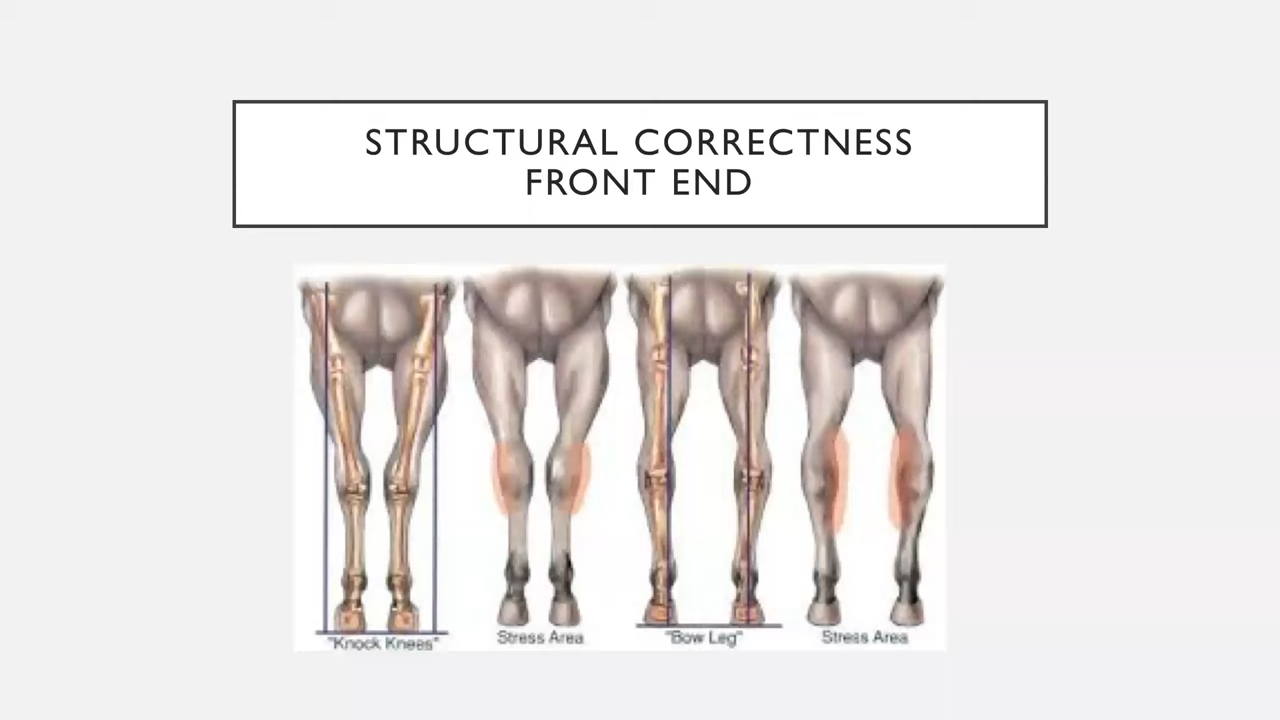 STRUCTURAL CORRECTNESS
FRONT END
"Knock Knees"
Stress Area
"Bow Leg"
Stress Area